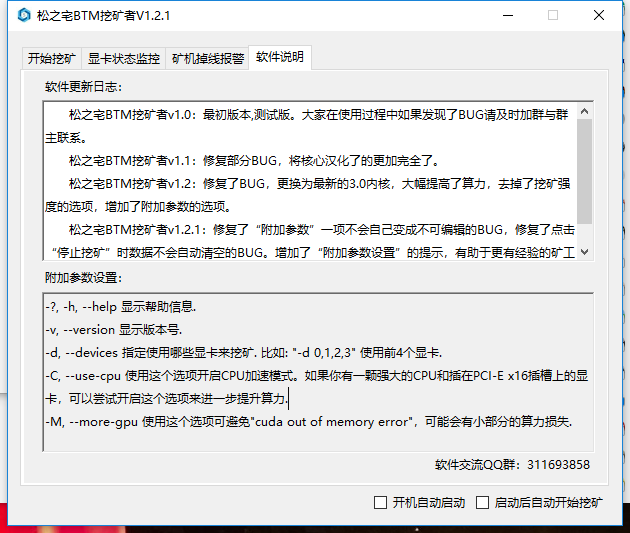 松之宅BTM挖矿者V1.2.1
开始挖矿 显卡状态监控 矿机掉线报警 软件说明
软件更新日志：
松之宅BTM挖矿者v1.0：最初版本,测试版。大家在使用过程中如果发现了BUG请及时加群与群
主联系。
松之宅BTM挖矿者v1.1：修复部分BUG，将核心汉化了的更加完全了。
松之宅BTM挖矿者v1.2：修复了BUG，更换为最新的3.0内核，大幅提高了算力，去掉了挖矿强
度的选项，增加了附加参数的选项。
松之宅BTM挖矿者v1.2.1：修复了“附加参数”一项不会自己变成不可编辑的BUG，修复了点击
“停止挖矿”时数据不会自动清空的BUG。增加了“附加参数设置”的提示，有助于更有经验的矿工
附加参数设置：
-?, -h, --help 显示帮助信息.
-v, --version 显示版本号.
-d, --devices 指定使用哪些显卡来挖矿. 比如: "-d 0,1,2,3" 使用前4个显卡.
-C, --use-cpu 使用这个选项开启CPU加速模式。如果你有一颗强大的CPU和插在PCI-E x16插槽上的显
卡，可以尝试开启这个选项来进一步提升算力.
-M, --more-gpu 使用这个选项可避免"cuda out of memory error"，可能会有小部分的算力损失.
软件交流QQ群：311693858
开机自动启动 启动后自动开始挖矿